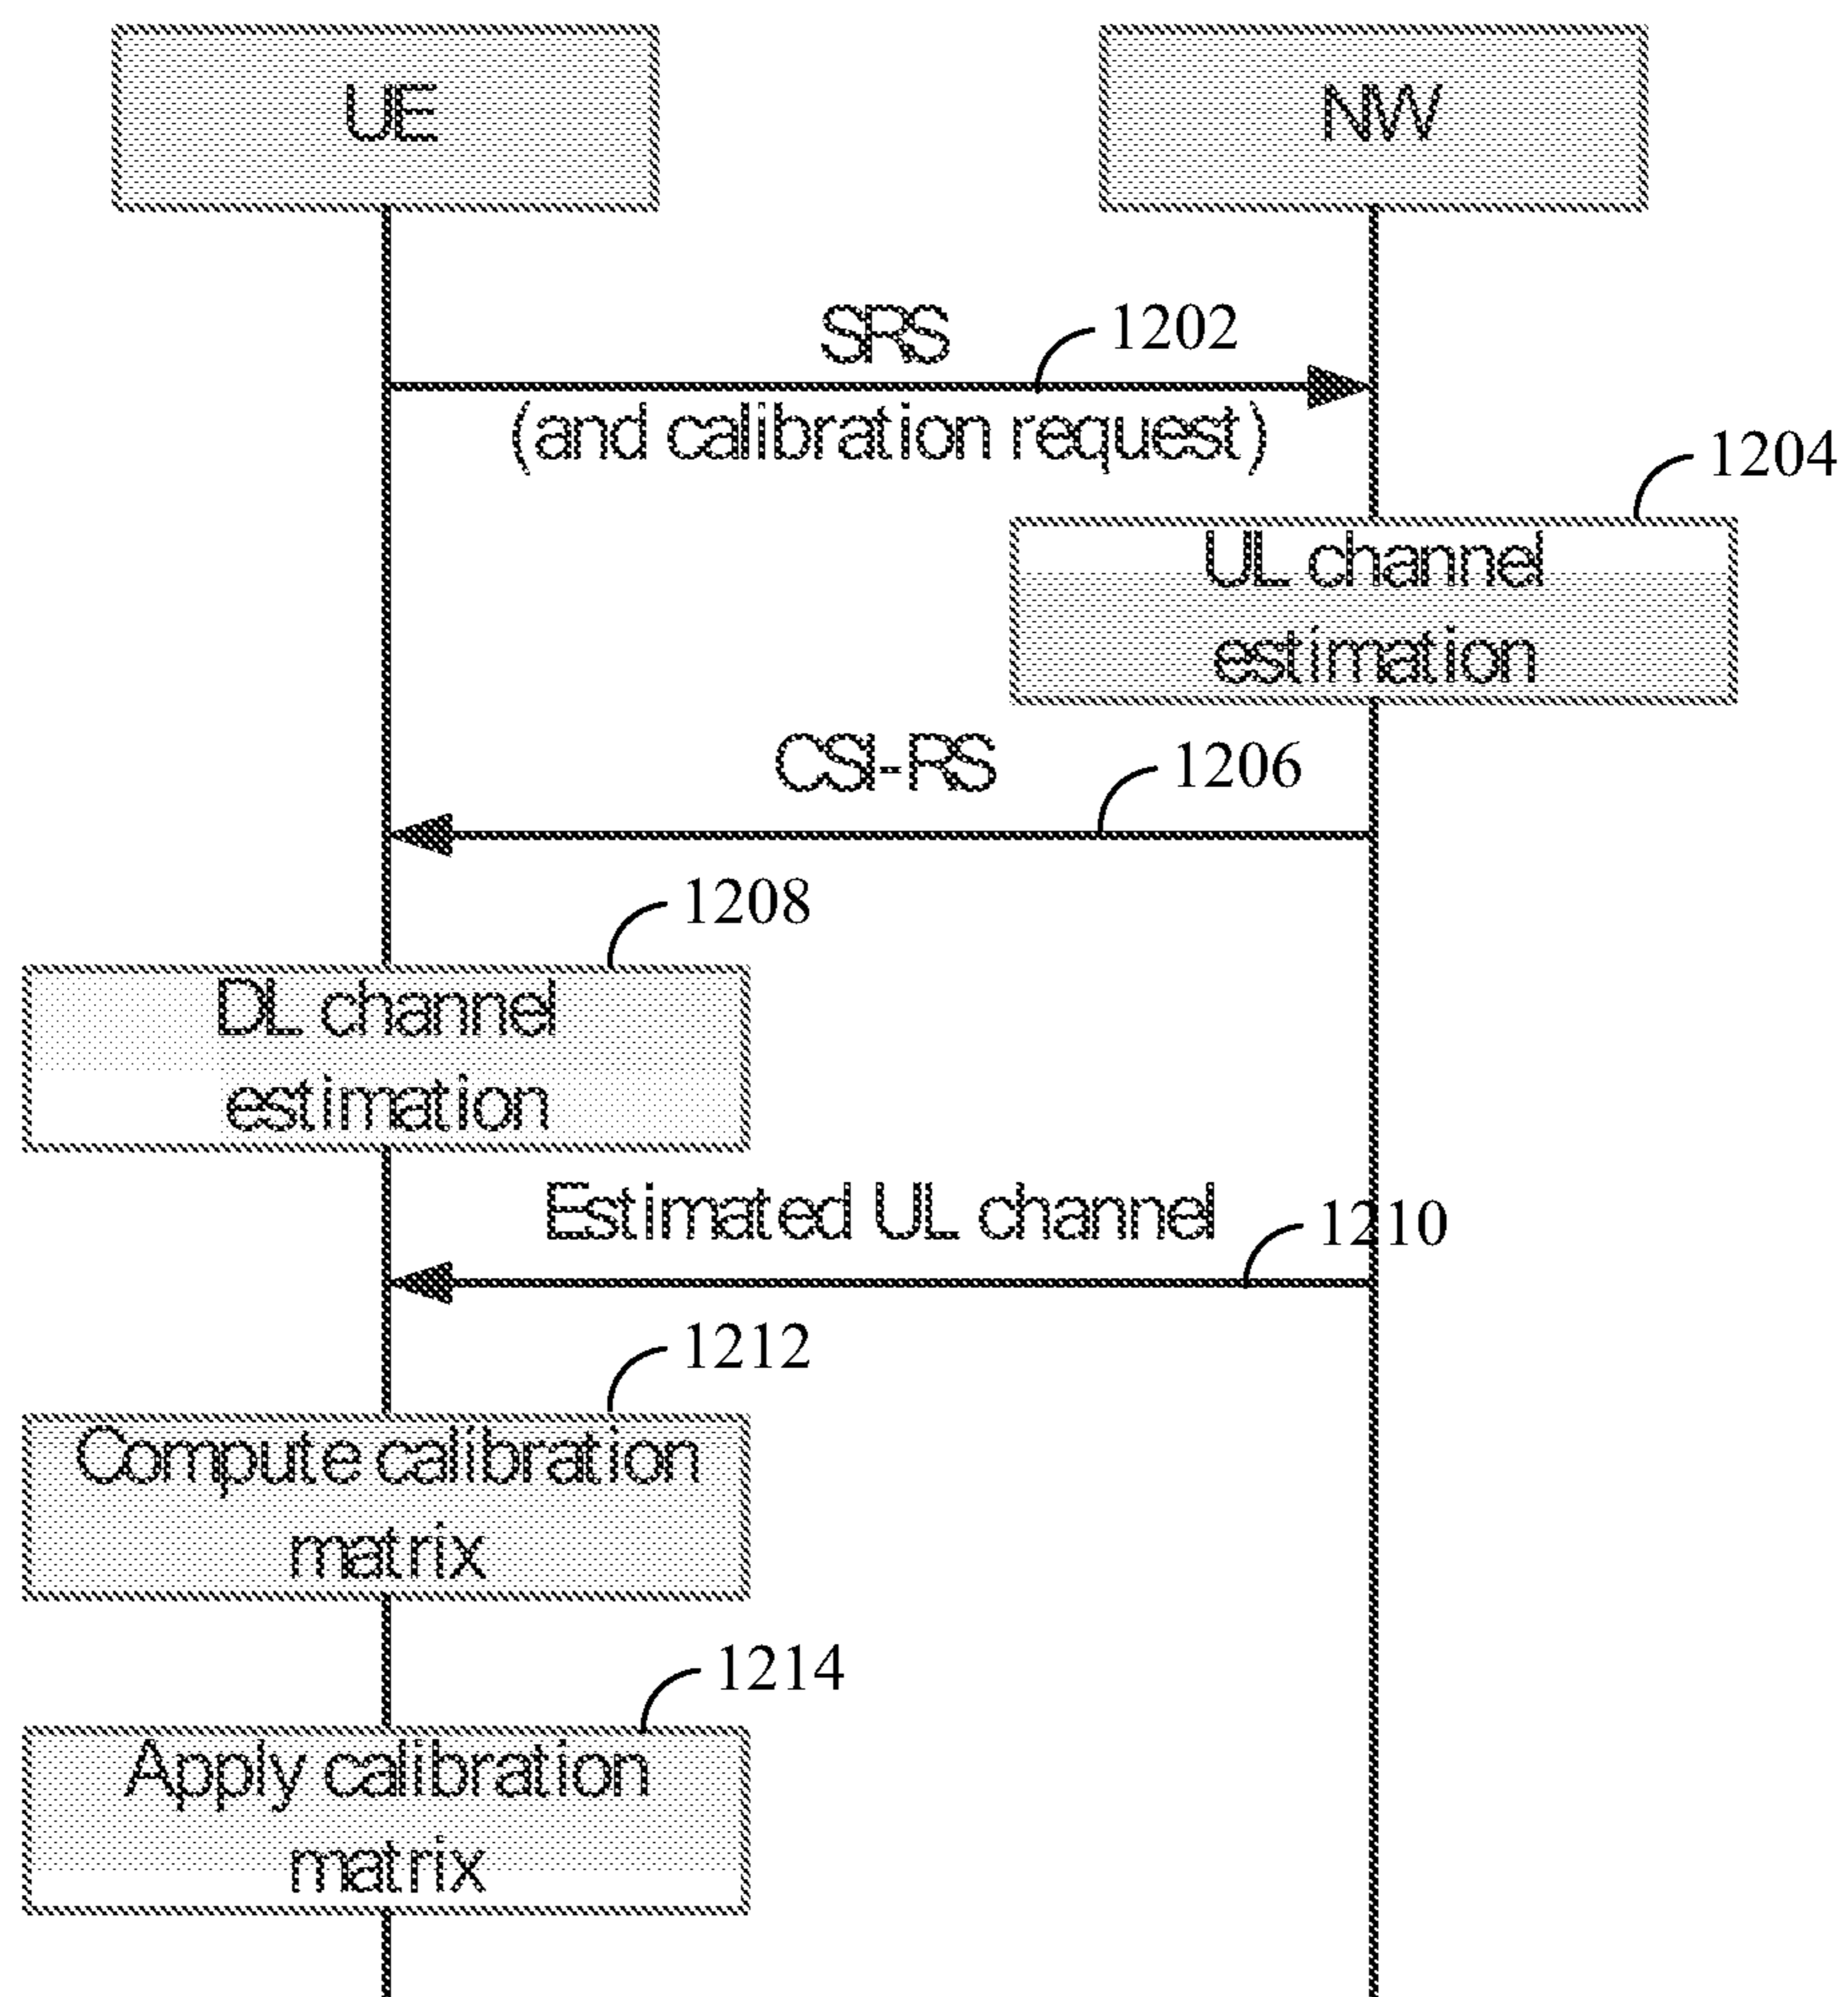 UE
NW
SRS
1202
(and calibration request)
1204
UL channel
estimation
CSI-RS
1206
1208
DL channel
estimation
Estimated UL channel
1210
1212
Compute calibration
matrix
1214
Apply calibration
matrix